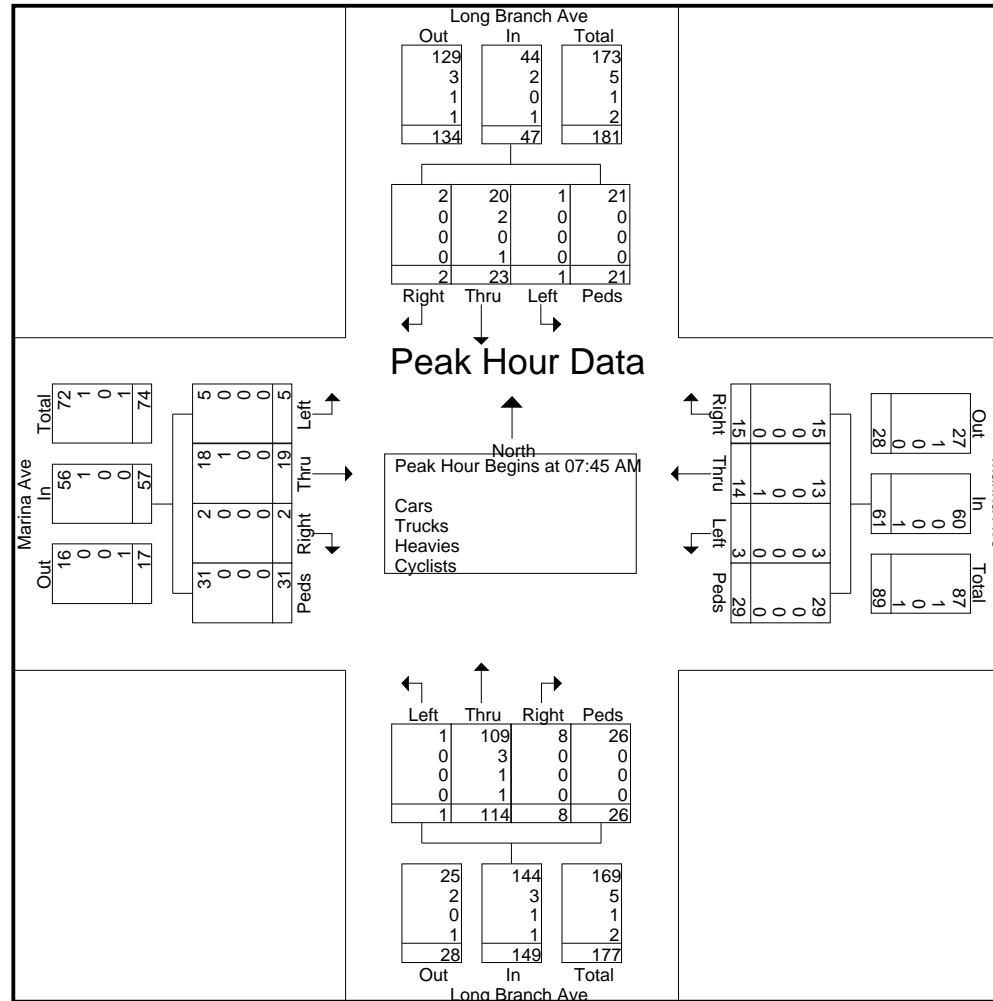 Long Branch Ave
Out In Total
129 44 173
3 2 5
1 0 1
1 1 2
134 47 181
2 20 1 21
0 2 0 0
0 0 0 0
0 1 0 0
2 23 1 21
Right Thru Left Peds
Peak Hour Data
North
Peak Hour Begins at 07:45 AM
Cars
Trucks
Heavies
Cyclists
Marina Ave
Total In Out
72 56 16
1 1 0
0 0 0
1 0 1
74 57 17
5 18 2 31
0 1 0 0
0 0 0 0
0 0 0 0
5 19 2 31
Left Thru Right Peds
Right Thru Left Peds
15 14 3 29
0 1 0 0
0 0 0 0
0 0 0 0
15 13 3 29
28 61 89
0 1 1
0 0 0
1 0 1
27 60 87
Out In Total
Left Thru Right Peds
1 109 8 26
0 3 0 0
0 1 0 0
0 1 0 0
1 114 8 26
25 144 169
2 3 5
0 1 1
1 1 2
28 149 177
Out In Total
Long Branch Ave